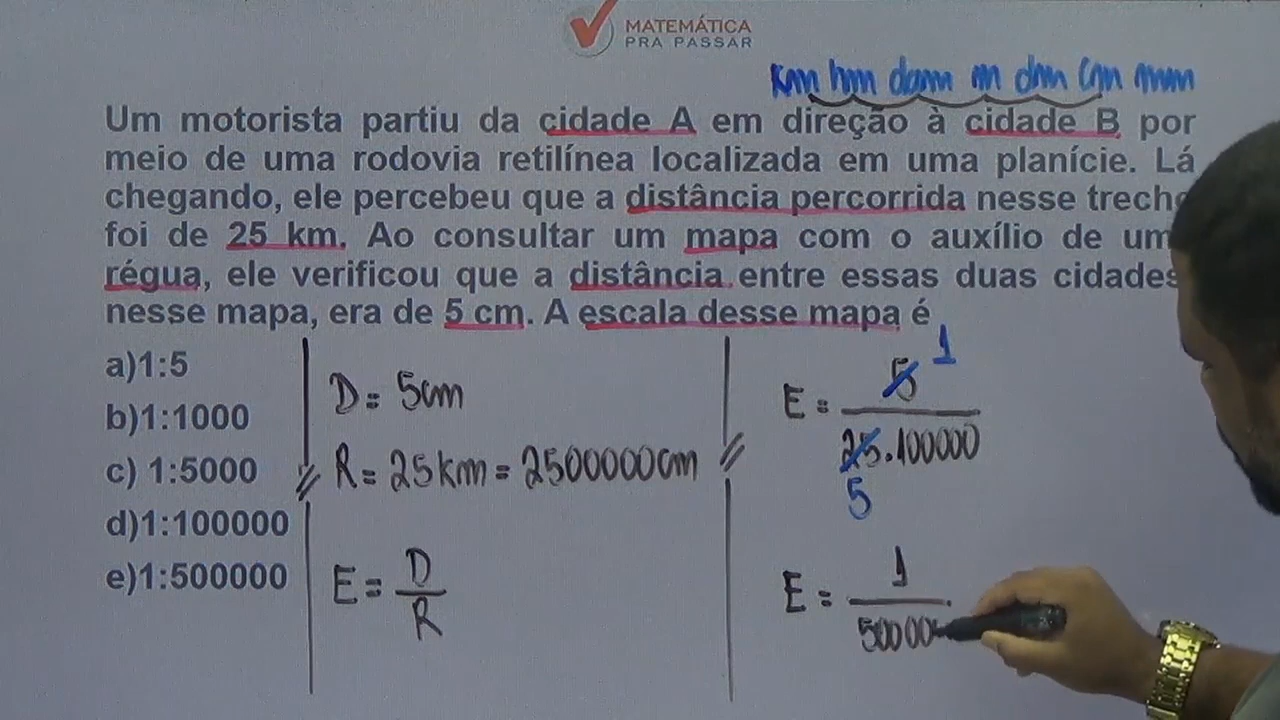 MATEMÁTICA
PRA PASSAR
Km hm dam m dm cm mm
Um motorista partiu da cidade A em direção à cidade B por
meio de uma rodovia retilínea localizada em uma planície. Lá
chegando, ele percebeu que a distância percorrida nesse trecho
foi de 25 km. Ao consultar um mapa com o auxílio de um
régua, ele verificou que a distância entre essas duas cidades
nesse mapa, era de 5 cm. A escala desse mapa é
a)1:5
b)1:1000
c) 1:5000
d)1:100000
e)1:500000
D = 5cm
R = 25km = 2500000cm
E = D
R
E = 5 1
25.100000
5
E = 1
50000